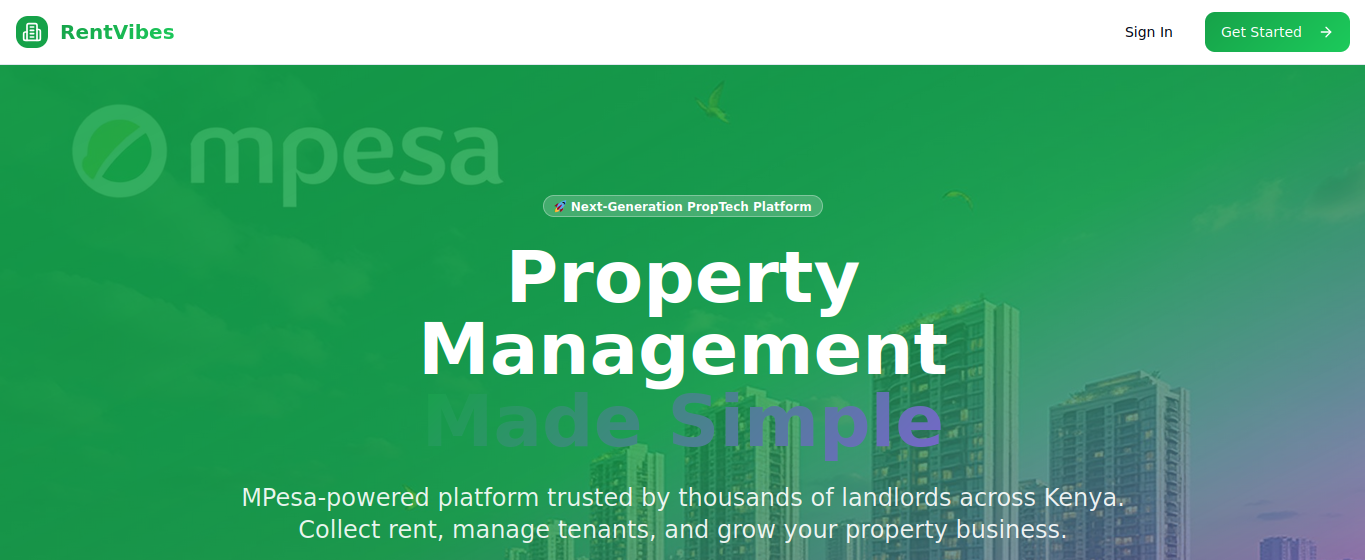 RentVibes
Sign In
Get Started
mpesa
🚀 Next-Generation PropTech Platform
Property
Management
Made Simple
MPesa-powered platform trusted by thousands of landlords across Kenya.
Collect rent, manage tenants, and grow your property business.